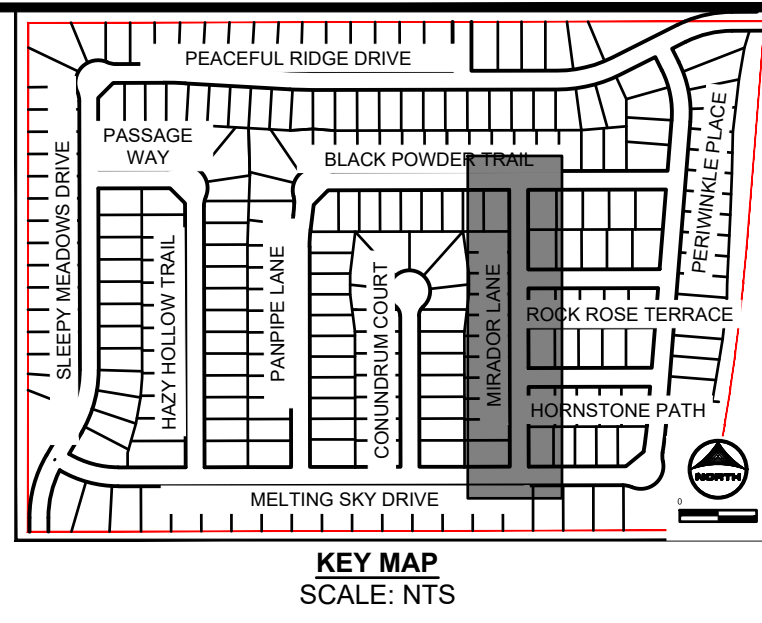 PEACEFUL RIDGE DRIVE
PASSAGE
WAY
BLACK POWDER TRAIL
PERIWINKLE PLACE
SLEEPY MEADOWS DRIVE
HAZY HOLLOW TRAIL
PANPIPE LANE
CONUNDRUM COURT
MIRADOR LANE
ROCK ROSE TERRACE
HORNSTONE PATH
MELTING SKY DRIVE
NORTH
0
KEY MAP
SCALE: NTS